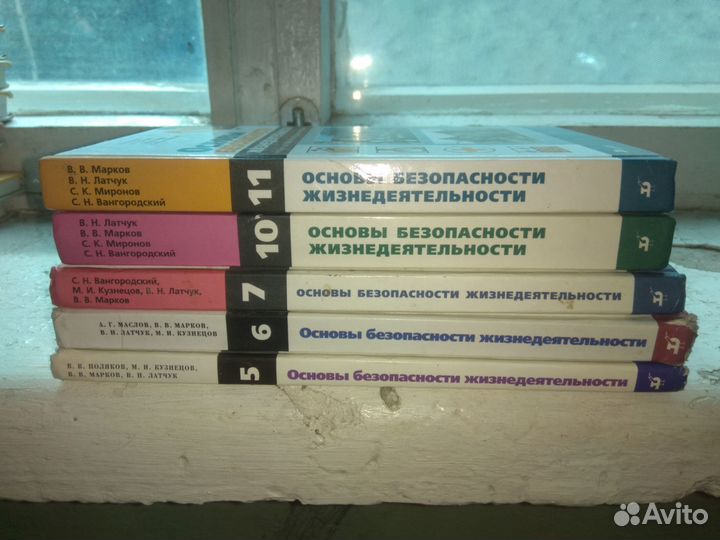 В. В. Марков
В. Н. Латчук
С. К. Миронов
С. Н. Вангородский
11
ОСНОВЫ БЕЗОПАСНОСТИ
ЖИЗНЕДЕЯТЕЛЬНОСТИ
В. Н. Латчук
В. В. Марков
С. К. Миронов
С. Н. Вангородский
10
ОСНОВЫ БЕЗОПАСНОСТИ
ЖИЗНЕДЕЯТЕЛЬНОСТИ
С. Н. Вангородский,
М. И. Кузнецов, В. Н. Латчук,
В. В. Марков
7
ОСНОВЫ БЕЗОПАСНОСТИ ЖИЗНЕДЕЯТЕЛЬНОСТИ
А. Г. МАСЛОВ, В. В. МАРКОВ,
В. Н. ЛАТЧУК, М. И. КУЗНЕЦОВ
6
Основы безопасности жизнедеятельности
В. В. ПОЛЯКОВ, М. И. КУЗНЕЦОВ,
В. В. МАРКОВ, В. Н. ЛАТЧУК
5
Основы безопасности жизнедеятельности
Avito